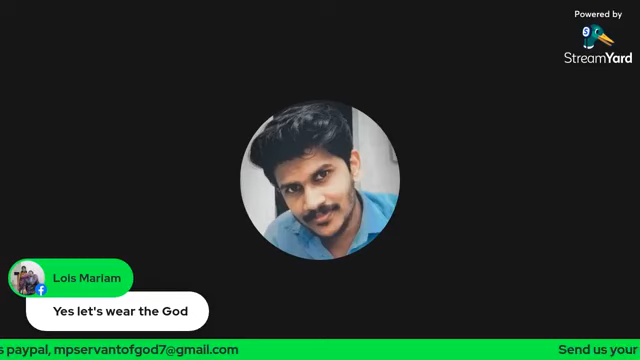 Powered by
StreamYard
Lois Mariam
Yes let's wear the God
s paypal, mpservantofgod7@gmail.com
Send us your